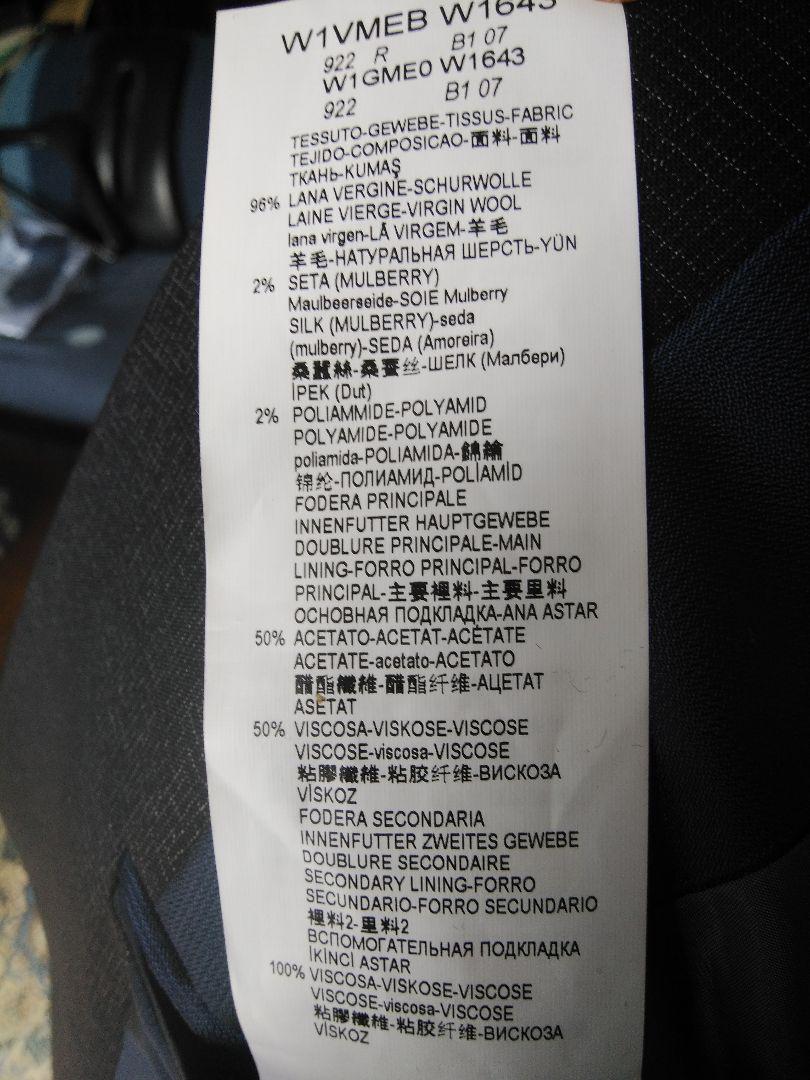 W1VMEB W1643
922 R B1 07
W1GME0 W1643
922 B1 07
TESSUTO-GEWEBE-TISSUS-FABRIC
TEJIDO-COMPOSICAO-面料-面料
ТКАНЬ-KUMAŞ
96% LANA VERGINE-SCHURWOLLE
LAINE VIERGE-VIRGIN WOOL
lana virgen-LÃ VIRGEM-羊毛
羊毛-НАТУРАЛЬНАЯ ШЕРСТЬ-YÜN
2% SETA (MULBERRY)
Maulbeerseide-SOIE Mulberry
SILK (MULBERRY)-seda
(mulberry)-SEDA (Amoreira)
桑蠶絲-桑蚕丝-ШЕЛК (Малбери)
İPEK (Dut)
2% POLIAMMIDE-POLYAMID
POLYAMIDE-POLYAMIDE
poliamida-POLIAMIDA-錦綸
锦纶-ПОЛИАМИД-POLİAMİD
FODERA PRINCIPALE
INNENFUTTER HAUPTGEWEBE
DOUBLURE PRINCIPALE-MAIN
LINING-FORRO PRINCIPAL-FORRO
PRINCIPAL-主要裡料-主要里料
ОСНОВНАЯ ПОДКЛАДКА-ANA ASTAR
50% ACETATO-ACETAT-ACÉTATE
ACETATE-acetato-ACETATO
醋酯纖維-醋酯纤维-АЦЕТАТ
ASETAT
50% VISCOSA-VISKOSE-VISCOSE
VISCOSE-viscosa-VISCOSE
粘膠纖維-粘胶纤维-ВИСКОЗА
VİSKOZ
FODERA SECONDARIA
INNENFUTTER ZWEITES GEWEBE
DOUBLURE SECONDAIRE
SECONDARY LINING-FORRO
SECUNDARIO-FORRO SECUNDARIO
裡料2-里料2
ВСПОМОГАТЕЛЬНАЯ ПОДКЛАДКА
İKİNCİ ASTAR
100% VISCOSA-VISKOSE-VISCOSE
VISCOSE-viscosa-VISCOSE
粘膠纖維-粘胶纤维-ВИСКОЗА
VİSKOZ